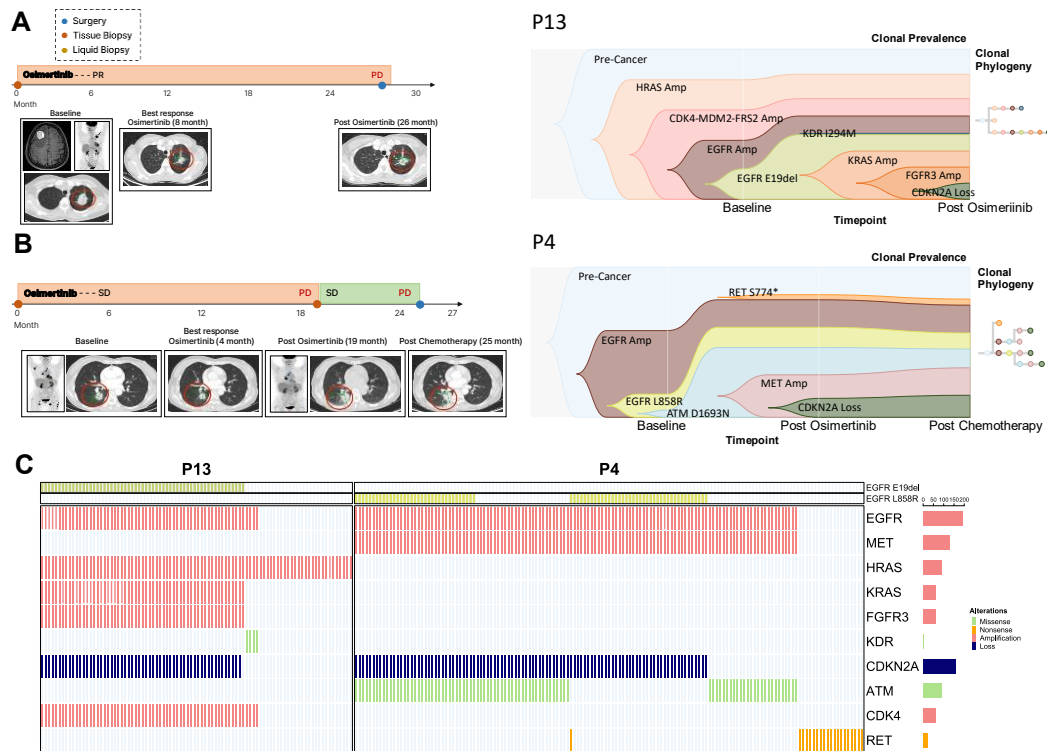 A
Surgery
Tissue Biopsy
Liquid Biopsy
Osimertinib - - - PR
PD
0
6
12
18
24
30
Month
Baseline
Best response
Osimertinib (8 month)
Post Osimertinib (26 month)
P13
Clonal Prevalence
Clonal
Phylogeny
Pre-Cancer
HRAS Amp
CDK4-MDM2-FRS2 Amp
KDR I294M
EGFR Amp
KRAS Amp
EGFR E19del
FGFR3 Amp
CDKN2A Loss
Baseline
Post Osimeriinib
Timepoint
B
Osimertinib - - - SD
PD
SD
PD
0
6
12
18
24
27
Month
Baseline
Best response
Osimertinib (4 month)
Post Osimertinib (19 month)
Post Chemotherapy (25 month)
P4
Clonal Prevalence
Clonal
Phylogeny
Pre-Cancer
RET S774*
EGFR Amp
MET Amp
EGFR L858R
CDKN2A Loss
ATM D1693N
Baseline
Post Osimertinib
Post Chemotherapy
Timepoint
C
P13
P4
EGFR E19del
EGFR L858R
0 50 100 150 200
EGFR
MET
HRAS
KRAS
FGFR3
KDR
CDKN2A
ATM
CDK4
RET
Alterations
Missense
Nonsense
Amplification
Loss